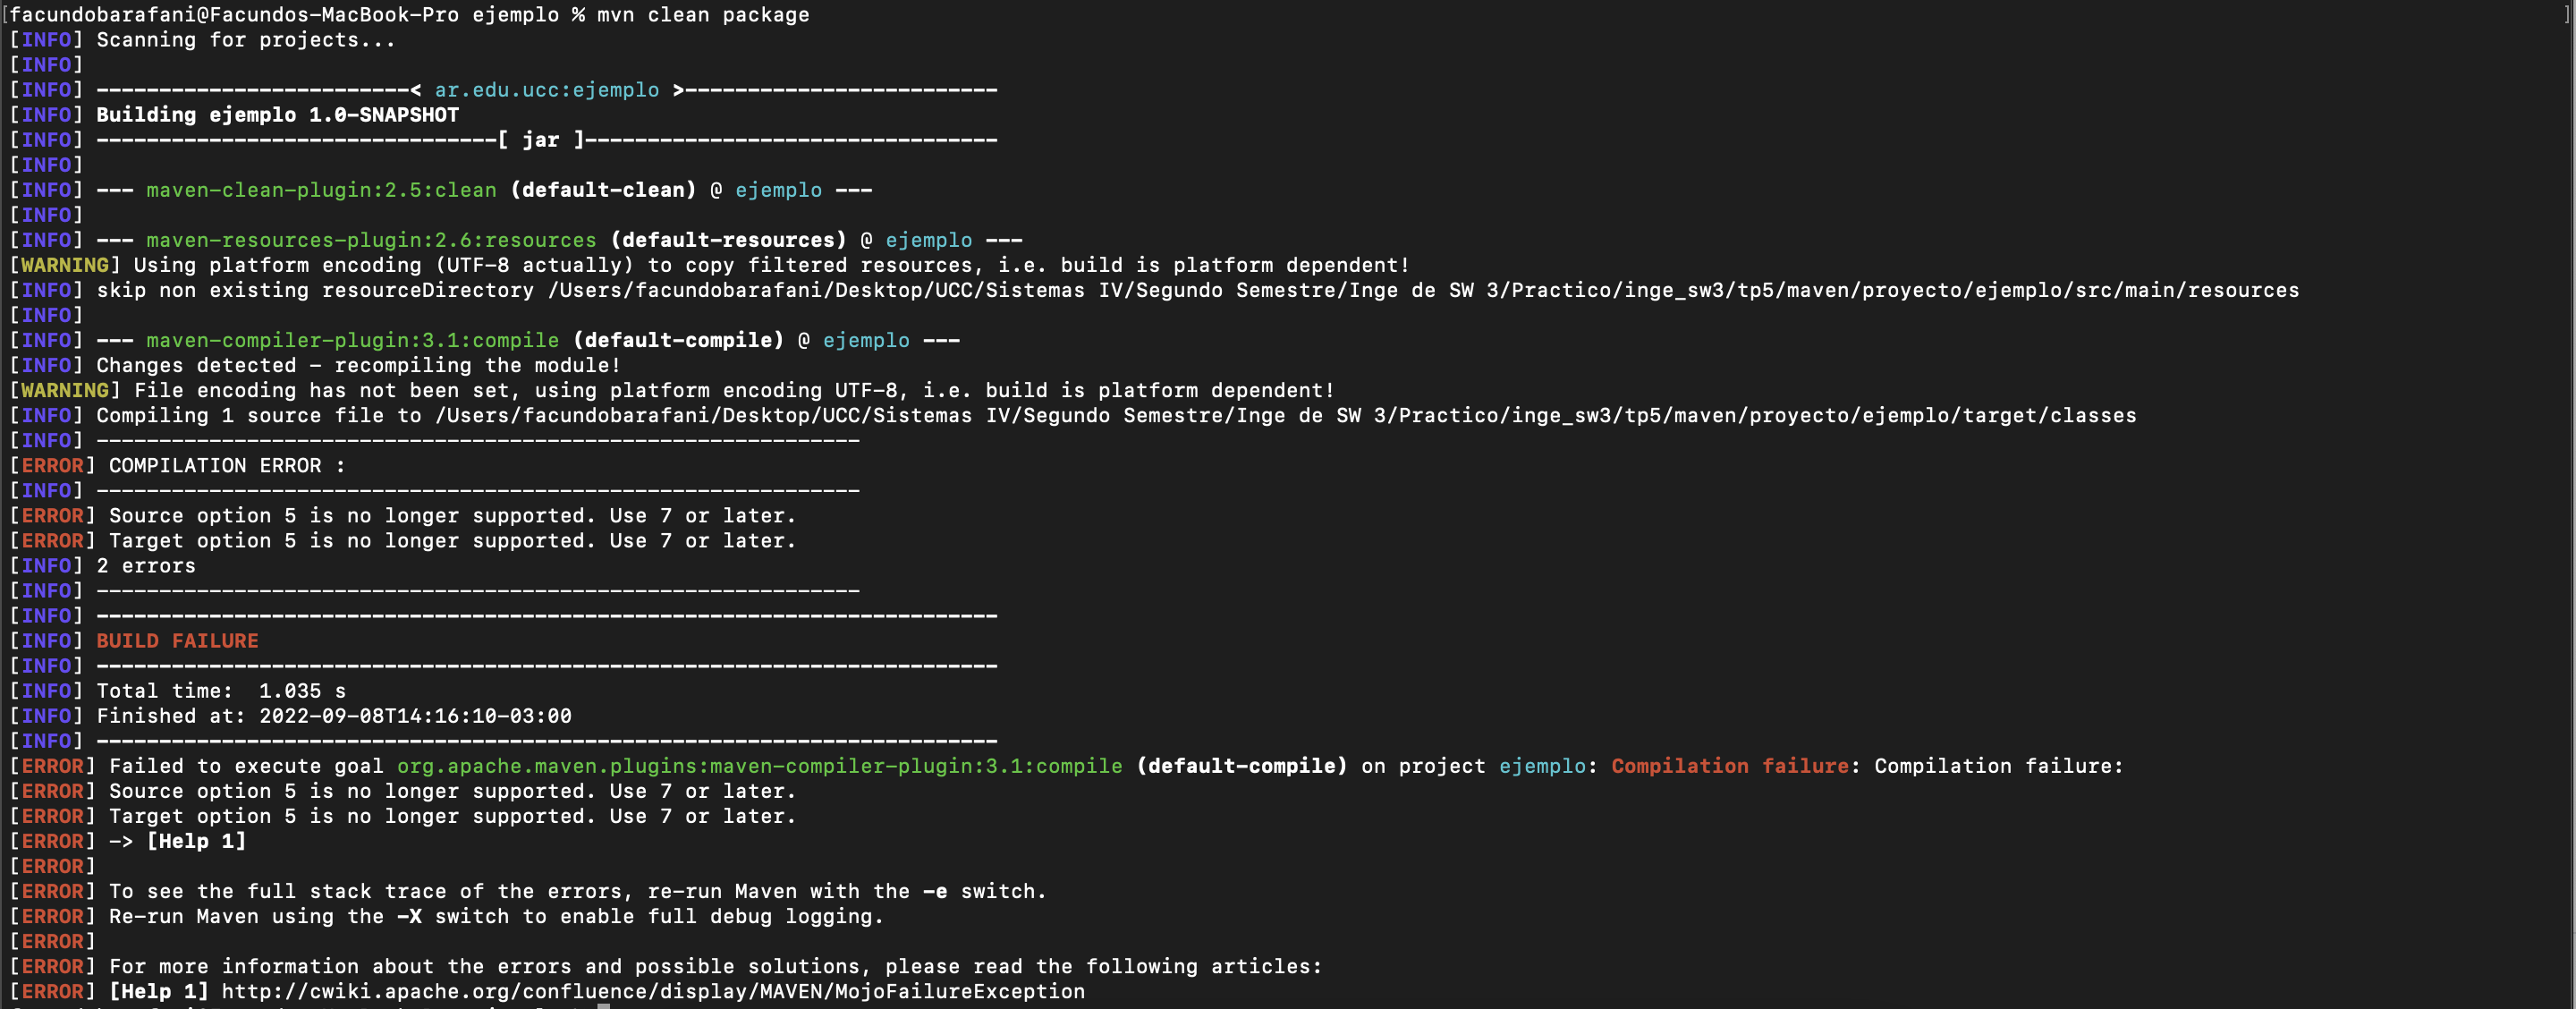 [facundobarafani@Facundos-MacBook-Pro ejemplo % mvn clean package ]
[INFO] Scanning for projects...
[INFO]
[INFO] -------------------------< ar.edu.ucc:ejemplo >-------------------------
[INFO] Building ejemplo 1.0-SNAPSHOT
[INFO] --------------------------------[ jar ]---------------------------------
[INFO]
[INFO] --- maven-clean-plugin:2.5:clean (default-clean) @ ejemplo ---
[INFO]
[INFO] --- maven-resources-plugin:2.6:resources (default-resources) @ ejemplo ---
[WARNING] Using platform encoding (UTF-8 actually) to copy filtered resources, i.e. build is platform dependent!
[INFO] skip non existing resourceDirectory /Users/facundobarafani/Desktop/UCC/Sistemas IV/Segundo Semestre/Inge de SW 3/Practico/inge_sw3/tp5/maven/proyecto/ejemplo/src/main/resources
[INFO]
[INFO] --- maven-compiler-plugin:3.1:compile (default-compile) @ ejemplo ---
[INFO] Changes detected - recompiling the module!
[WARNING] File encoding has not been set, using platform encoding UTF-8, i.e. build is platform dependent!
[INFO] Compiling 1 source file to /Users/facundobarafani/Desktop/UCC/Sistemas IV/Segundo Semestre/Inge de SW 3/Practico/inge_sw3/tp5/maven/proyecto/ejemplo/target/classes
[INFO] -------------------------------------------------------------
[ERROR] COMPILATION ERROR :
[INFO] -------------------------------------------------------------
[ERROR] Source option 5 is no longer supported. Use 7 or later.
[ERROR] Target option 5 is no longer supported. Use 7 or later.
[INFO] 2 errors
[INFO] -------------------------------------------------------------
[INFO] ------------------------------------------------------------------------
[INFO] BUILD FAILURE
[INFO] ------------------------------------------------------------------------
[INFO] Total time:  1.035 s
[INFO] Finished at: 2022-09-08T14:16:10-03:00
[INFO] ------------------------------------------------------------------------
[ERROR] Failed to execute goal org.apache.maven.plugins:maven-compiler-plugin:3.1:compile (default-compile) on project ejemplo: Compilation failure: Compilation failure:
[ERROR] Source option 5 is no longer supported. Use 7 or later.
[ERROR] Target option 5 is no longer supported. Use 7 or later.
[ERROR] -> [Help 1]
[ERROR]
[ERROR] To see the full stack trace of the errors, re-run Maven with the -e switch.
[ERROR] Re-run Maven using the -X switch to enable full debug logging.
[ERROR]
[ERROR] For more information about the errors and possible solutions, please read the following articles:
[ERROR] [Help 1] http://cwiki.apache.org/confluence/display/MAVEN/MojoFailureException